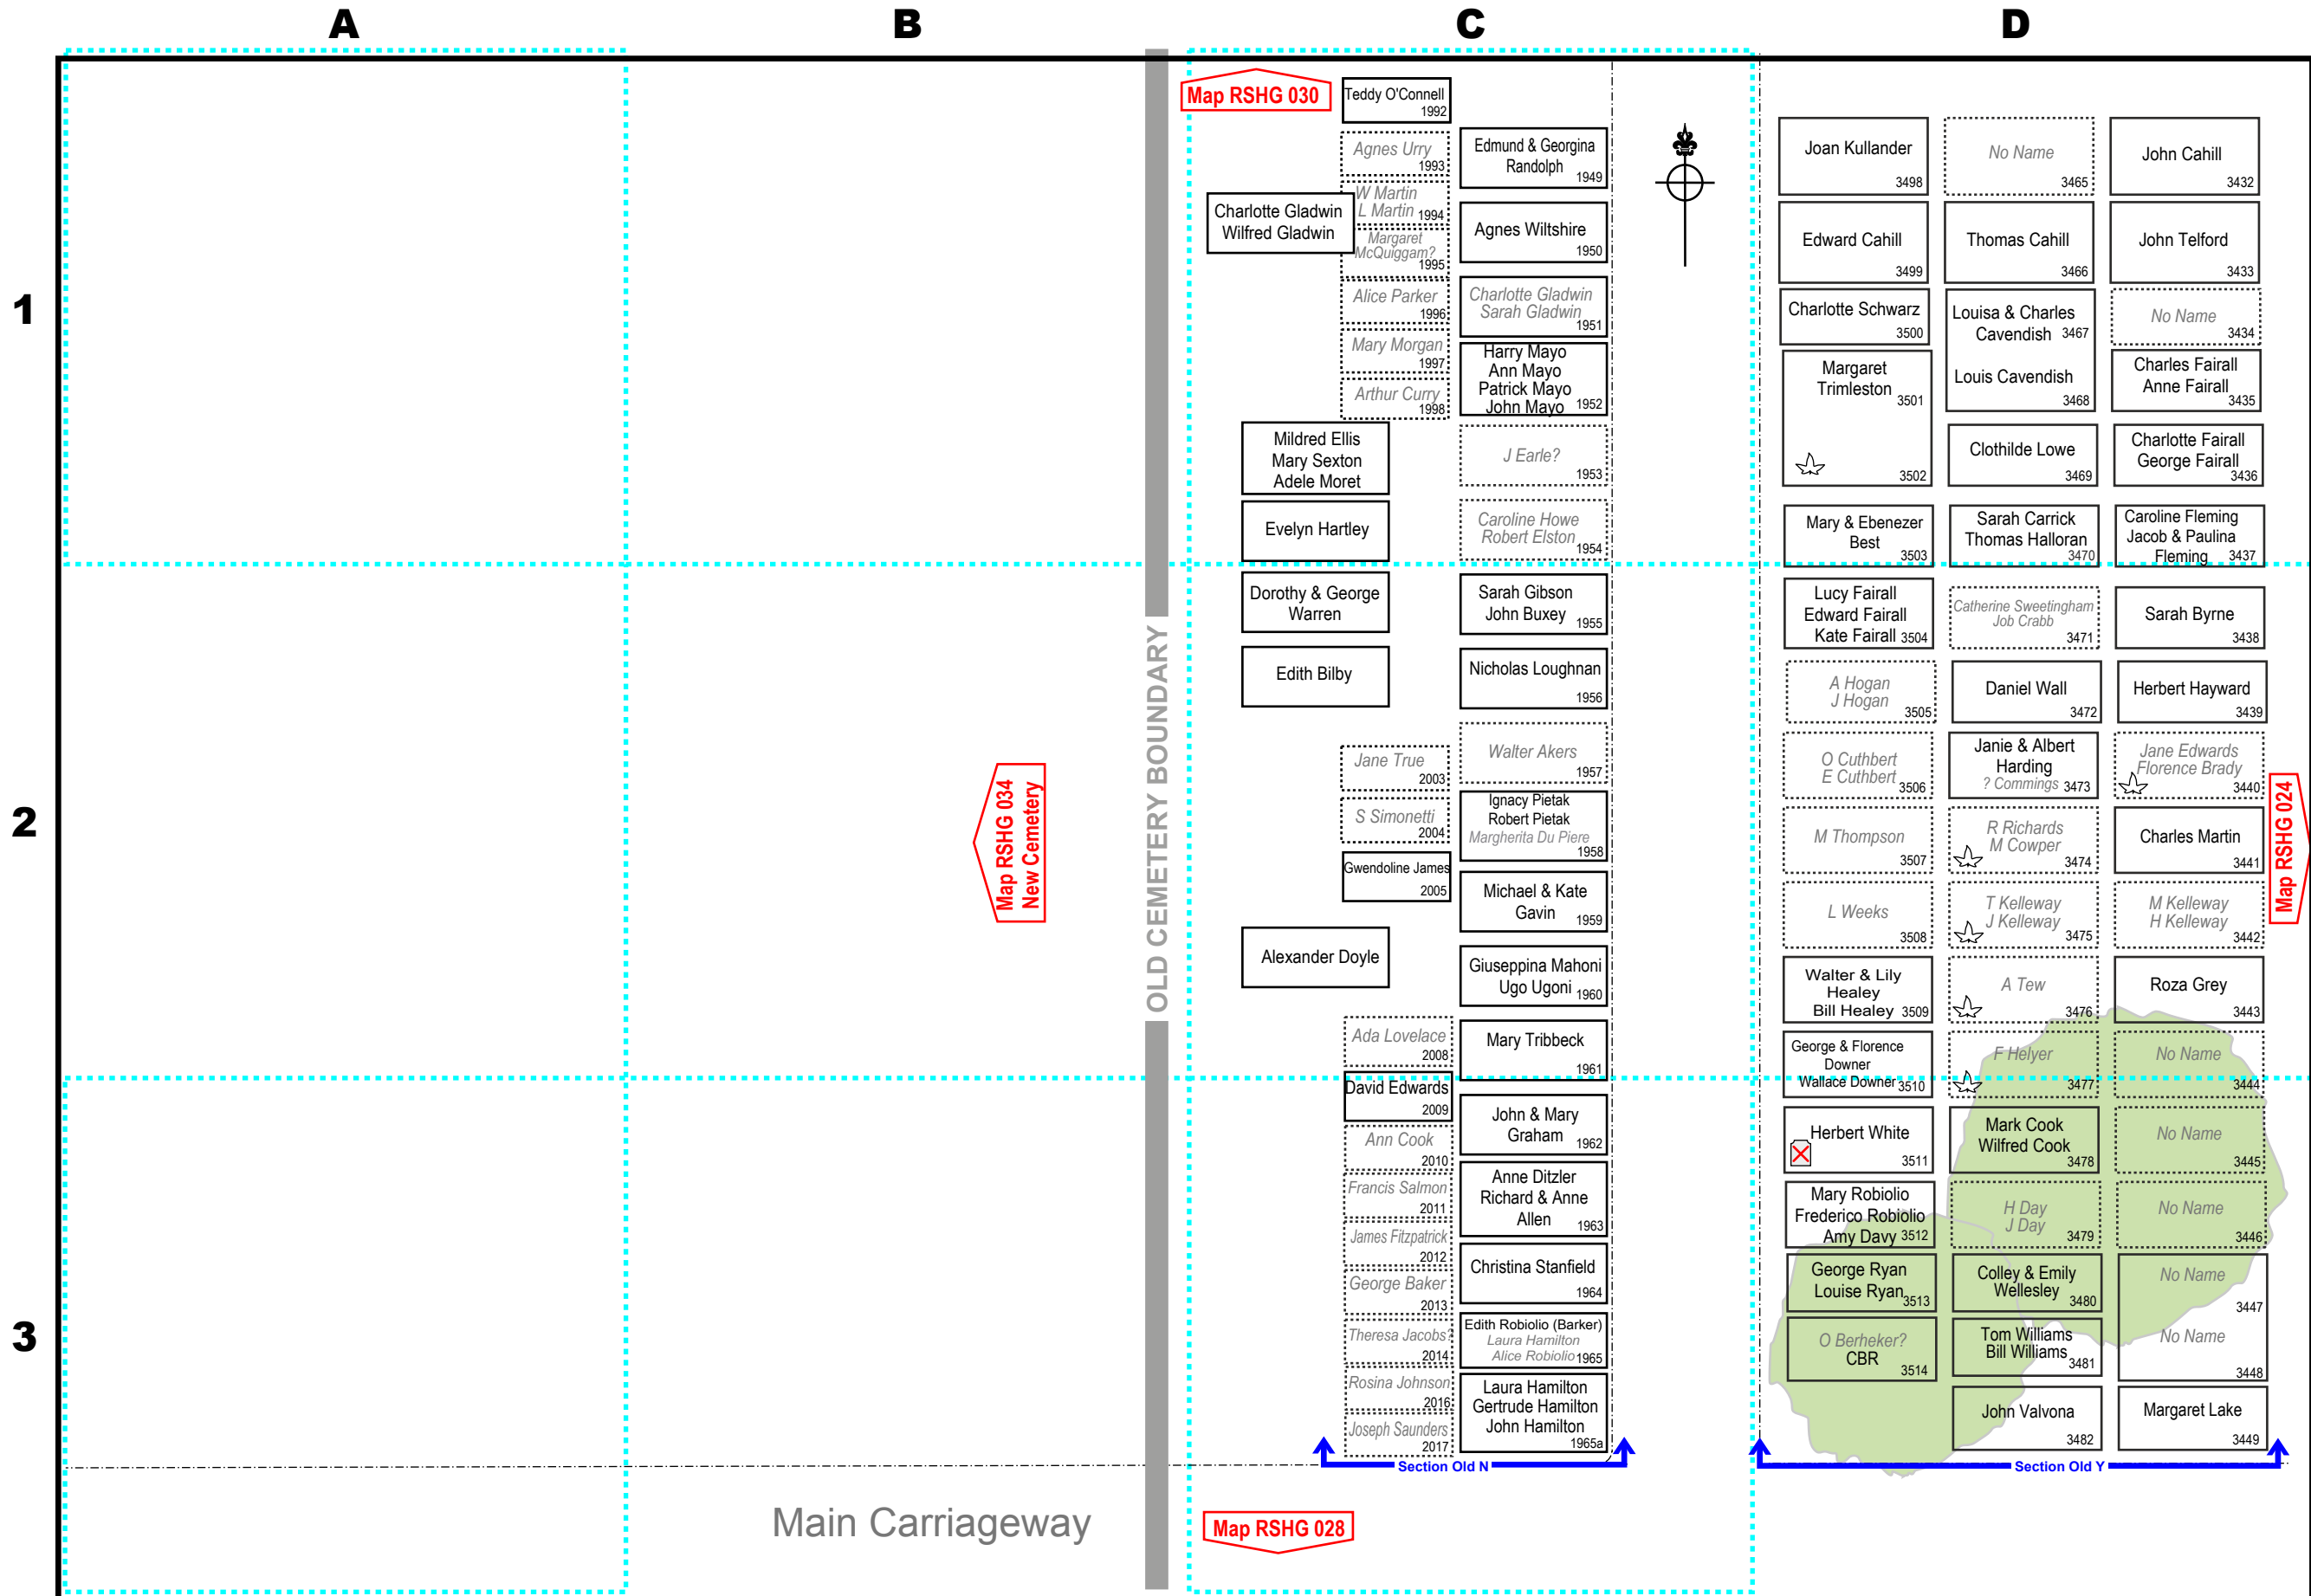 A
B
C
D
1
2
3
Map RSHG 030
OLD CEMETERY BOUNDARY
Map RSHG 034
New Cemetery
Main Carriageway
Map RSHG 028
Charlotte Gladwin
Wilfred Gladwin
Mildred Ellis
Mary Sexton
Adele Moret
Evelyn Hartley
Dorothy & George
Warren
Edith Bilby
Alexander Doyle
Teddy O'Connell
1992
Agnes Urry
1993
W Martin
L Martin 1994
Margaret
McQuiggam?
1995
Alice Parker
1996
Mary Morgan
1997
Arthur Curry
1998
Jane True
2003
S Simonetti
2004
Gwendoline James
2005
Ada Lovelace
2008
David Edwards
2009
Ann Cook
2010
Francis Salmon
2011
James Fitzpatrick
2012
George Baker
2013
Theresa Jacobs?
2014
Rosina Johnson
2016
Joseph Saunders
2017
Edmund & Georgina
Randolph
1949
Agnes Wiltshire
1950
Charlotte Gladwin
Sarah Gladwin
1951
Harry Mayo
Ann Mayo
Patrick Mayo
John Mayo 1952
J Earle?
1953
Caroline Howe
Robert Elston
1954
Sarah Gibson
John Buxey 1955
Nicholas Loughnan
1956
Walter Akers
1957
Ignacy Pietak
Robert Pietak
Margherita Du Piere
1958
Michael & Kate
Gavin 1959
Giuseppina Mahoni
Ugo Ugoni 1960
Mary Tribbeck
1961
John & Mary
Graham 1962
Anne Ditzler
Richard & Anne
Allen 1963
Christina Stanfield
1964
Edith Robiolio (Barker)
Laura Hamilton
Alice Robiolio 1965
Laura Hamilton
Gertrude Hamilton
John Hamilton
1965a
Section Old N
Joan Kullander
3498
Edward Cahill
3499
Charlotte Schwarz
3500
Margaret
Trimleston
3501
3502
Mary & Ebenezer
Best 3503
Lucy Fairall
Edward Fairall
Kate Fairall 3504
A Hogan
J Hogan
3505
O Cuthbert
E Cuthbert
3506
M Thompson
3507
L Weeks
3508
Walter & Lily
Healey
Bill Healey 3509
George & Florence
Downer
Wallace Downer 3510
Herbert White
3511
Mary Robiolio
Frederico Robiolio
Amy Davy 3512
George Ryan
Louise Ryan 3513
O Berheker?
CBR
3514
No Name
3465
Thomas Cahill
3466
Louisa & Charles
Cavendish 3467
Louis Cavendish
3468
Clothilde Lowe
3469
Sarah Carrick
Thomas Halloran
3470
Catherine Sweetingham
Job Crabb
3471
Daniel Wall
3472
Janie & Albert
Harding
? Commings 3473
R Richards
M Cowper
3474
T Kelleway
J Kelleway
3475
A Tew
3476
F Helyer
3477
Mark Cook
Wilfred Cook
3478
H Day
J Day
3479
Colley & Emily
Wellesley
3480
Tom Williams
Bill Williams
3481
John Valvona
3482
John Cahill
3432
John Telford
3433
No Name
3434
Charles Fairall
Anne Fairall
3435
Charlotte Fairall
George Fairall
3436
Caroline Fleming
Jacob & Paulina
Fleming 3437
Sarah Byrne
3438
Herbert Hayward
3439
Jane Edwards
Florence Brady
3440
Charles Martin
3441
M Kelleway
H Kelleway
3442
Roza Grey
3443
No Name
3444
No Name
3445
No Name
3446
No Name
3447
No Name
3448
Margaret Lake
3449
Section Old Y
Map RSHG 024